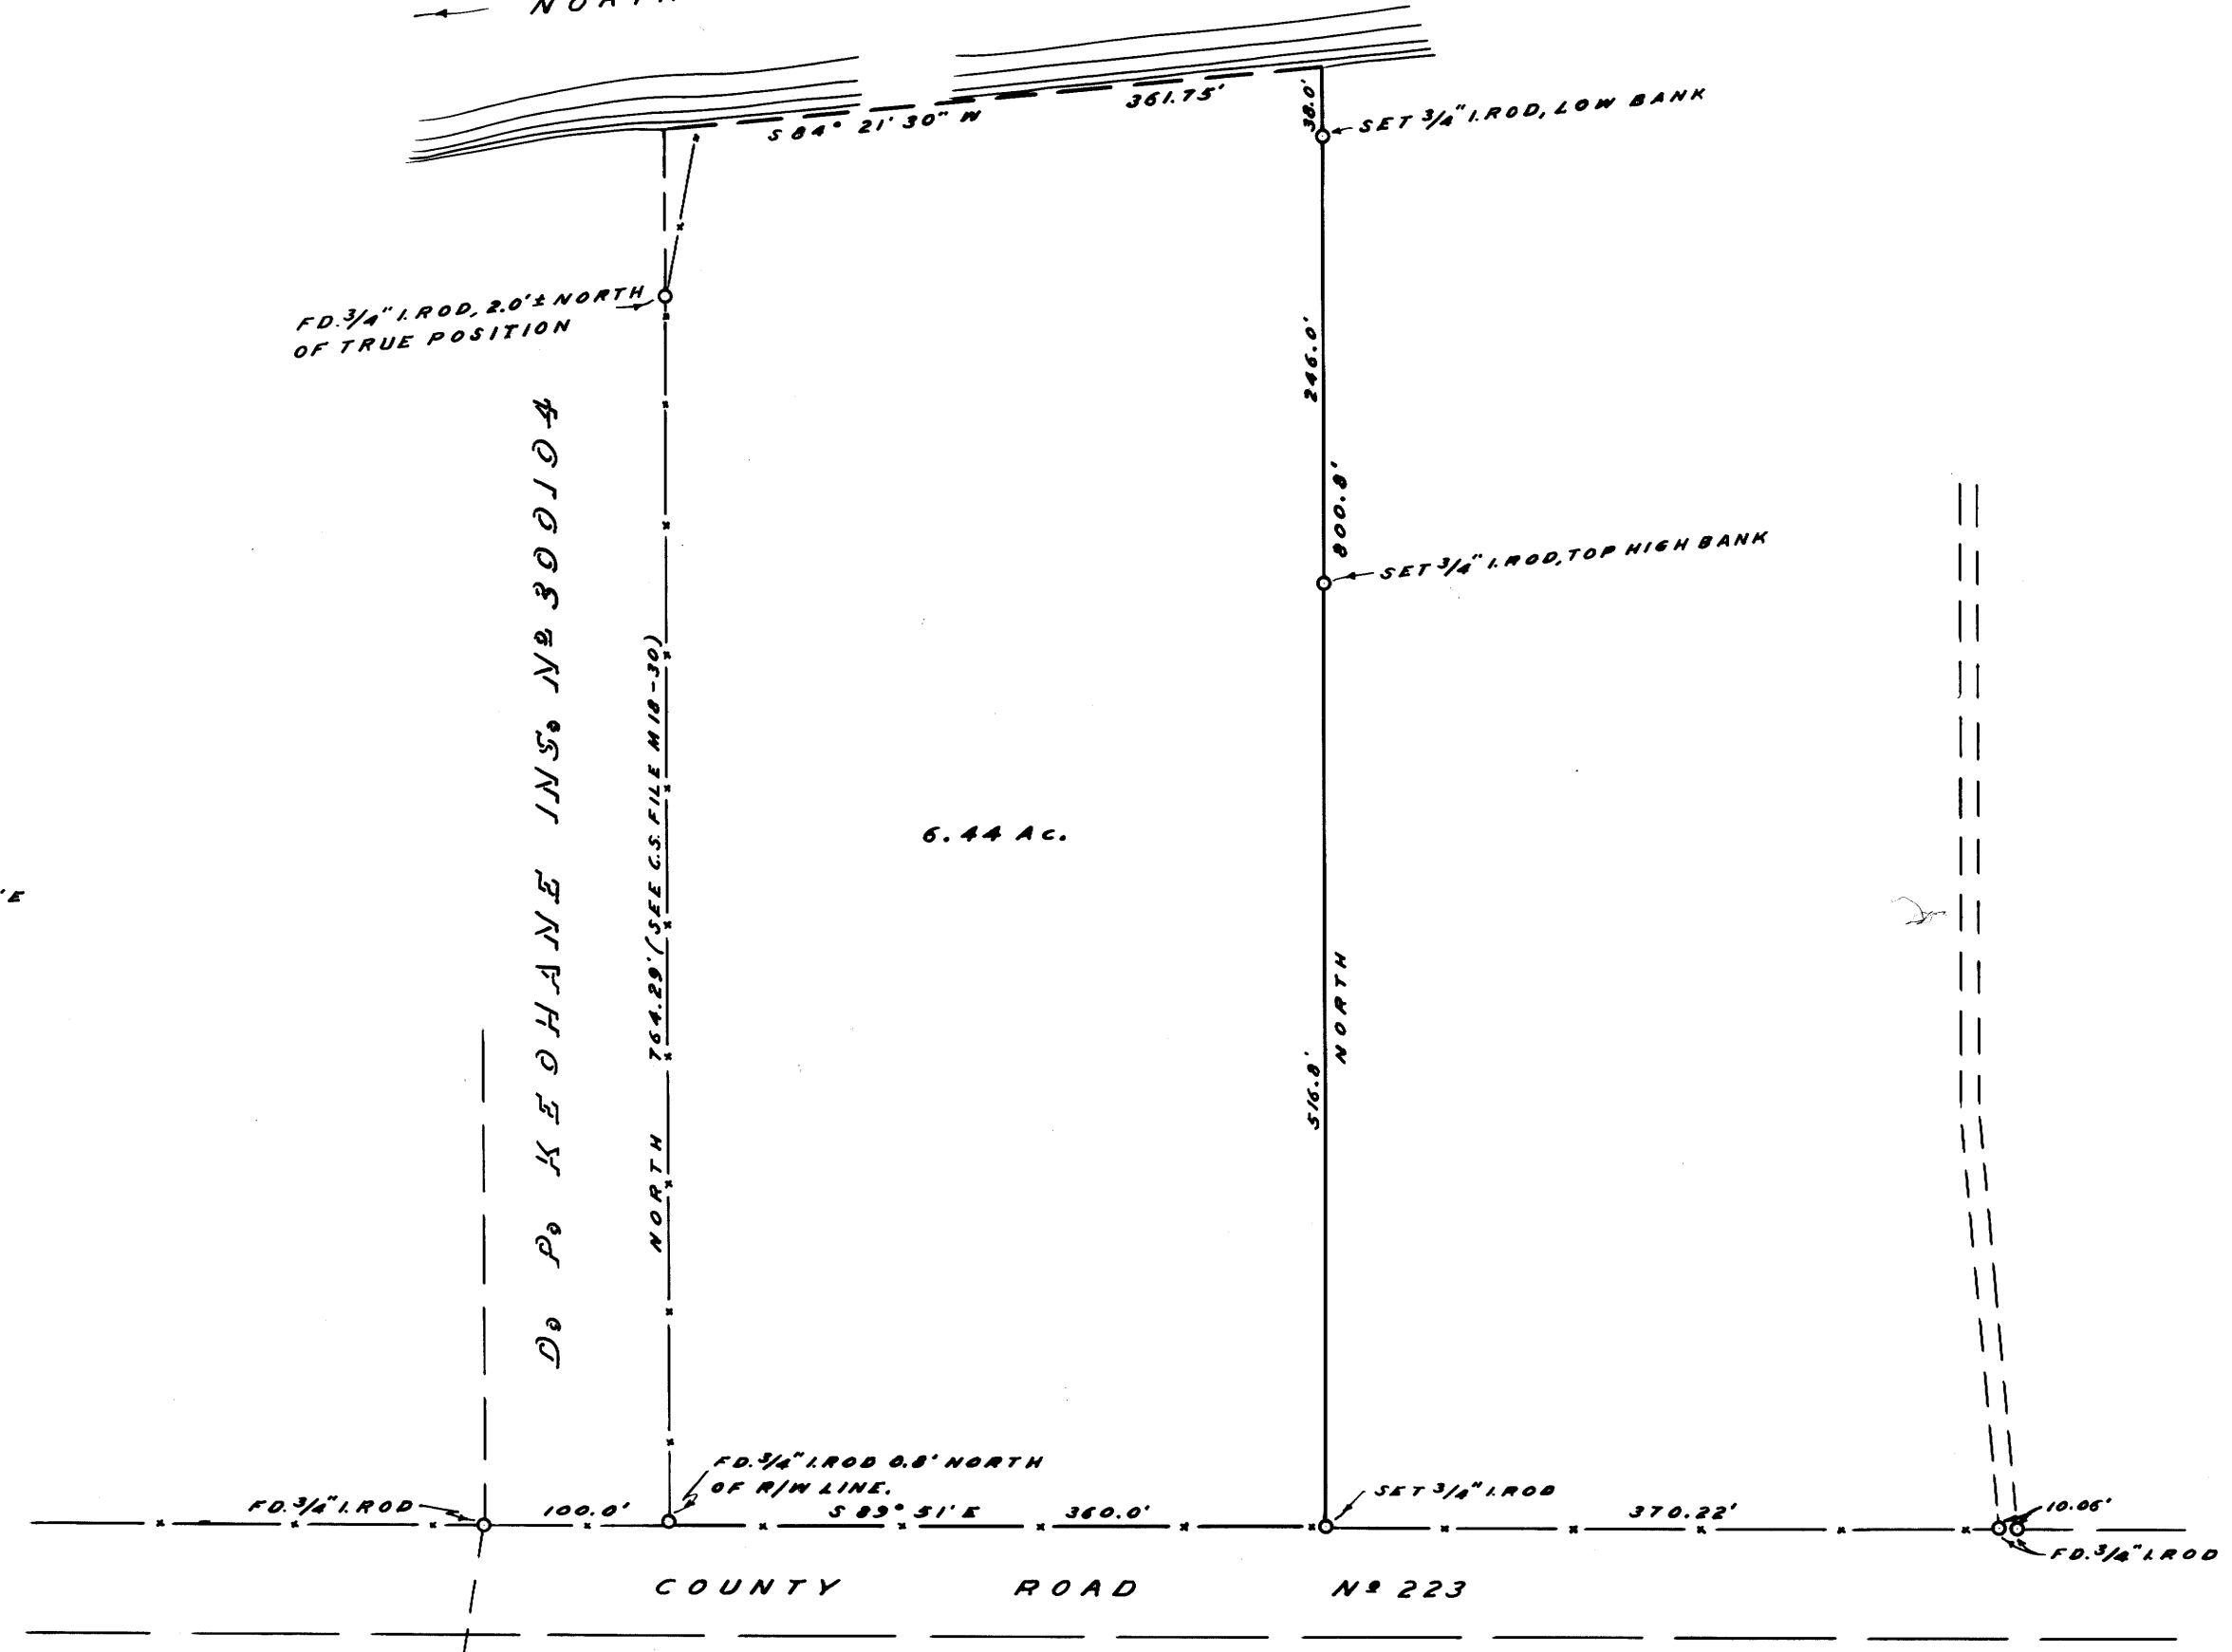 NORTH
361.75'
S 84° 21' 30" W
38.0'
SET 3/4" I. ROD, LOW BANK
FD. 3/4" I. ROD, 2.0' ± NORTH
OF TRUE POSITION
246.0'
800.8'
SET 3/4" I. ROD, TOP HIGH BANK
D. P. KEOHANE INS. Nº 300104
NORTH 764.29' (SEE C.S. FILE M18-30)
6.44 AC.
'E
NORTH
516.8'
FD. 3/4" I. ROD 0.8' NORTH
OF R/W LINE.
FD. 3/4" I. ROD
100.0'
S 89° 51' E 360.0'
SET 3/4" I. ROD
370.22'
10.06'
FD. 3/4" I. ROD
COUNTY ROAD Nº 223